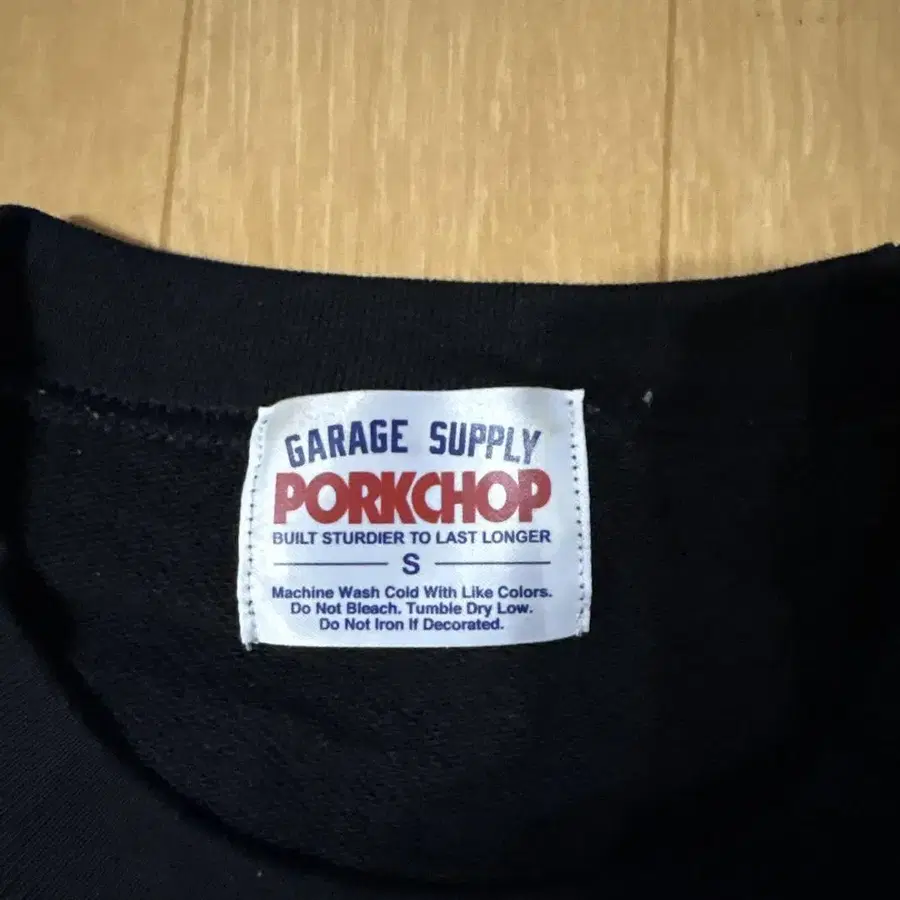 GARAGE SUPPLY
PORKCHOP
BUILT STURDIER TO LAST LONGER
S
Machine Wash Cold With Like Colors.
Do Not Bleach. Tumble Dry Low.
Do Not Iron If Decorated.